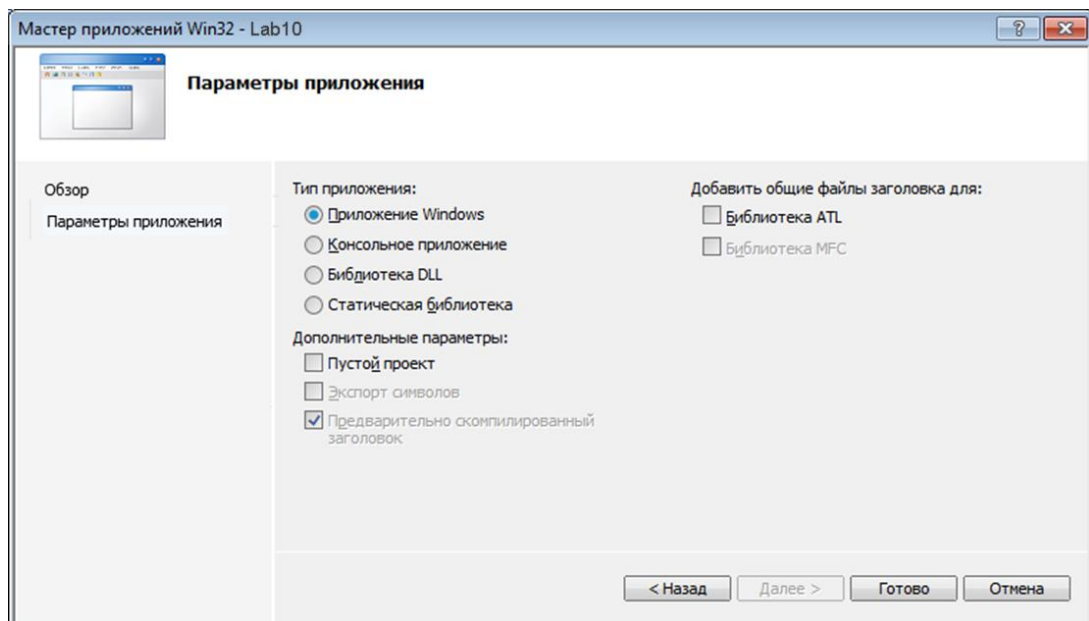 Мастер приложений Win32 - Lab10
Параметры приложения
Обзор
Параметры приложения
Тип приложения:
Приложение Windows
Консольное приложение
Библиотека DLL
Статическая библиотека
Дополнительные параметры:
Пустой проект
Экспорт символов
Предварительно скомпилированный
заголовок
Добавить общие файлы заголовка для:
Библиотека ATL
Библиотека MFC
< Назад
Далее >
Готово
Отмена